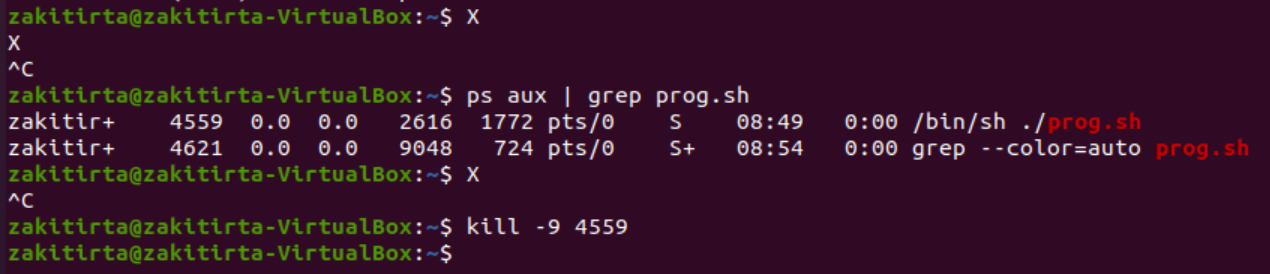 zakitirta@zakitirta-VirtualBox:~$ X
X
^C
zakitirta@zakitirta-VirtualBox:~$ ps aux | grep prog.sh
zakitir+    4559  0.0  0.0   2616  1772 pts/0    S    08:49   0:00 /bin/sh ./prog.sh
zakitir+    4621  0.0  0.0   9048   724 pts/0    S+   08:54   0:00 grep --color=auto prog.sh
zakitirta@zakitirta-VirtualBox:~$ X
^C
zakitirta@zakitirta-VirtualBox:~$ kill -9 4559
zakitirta@zakitirta-VirtualBox:~$